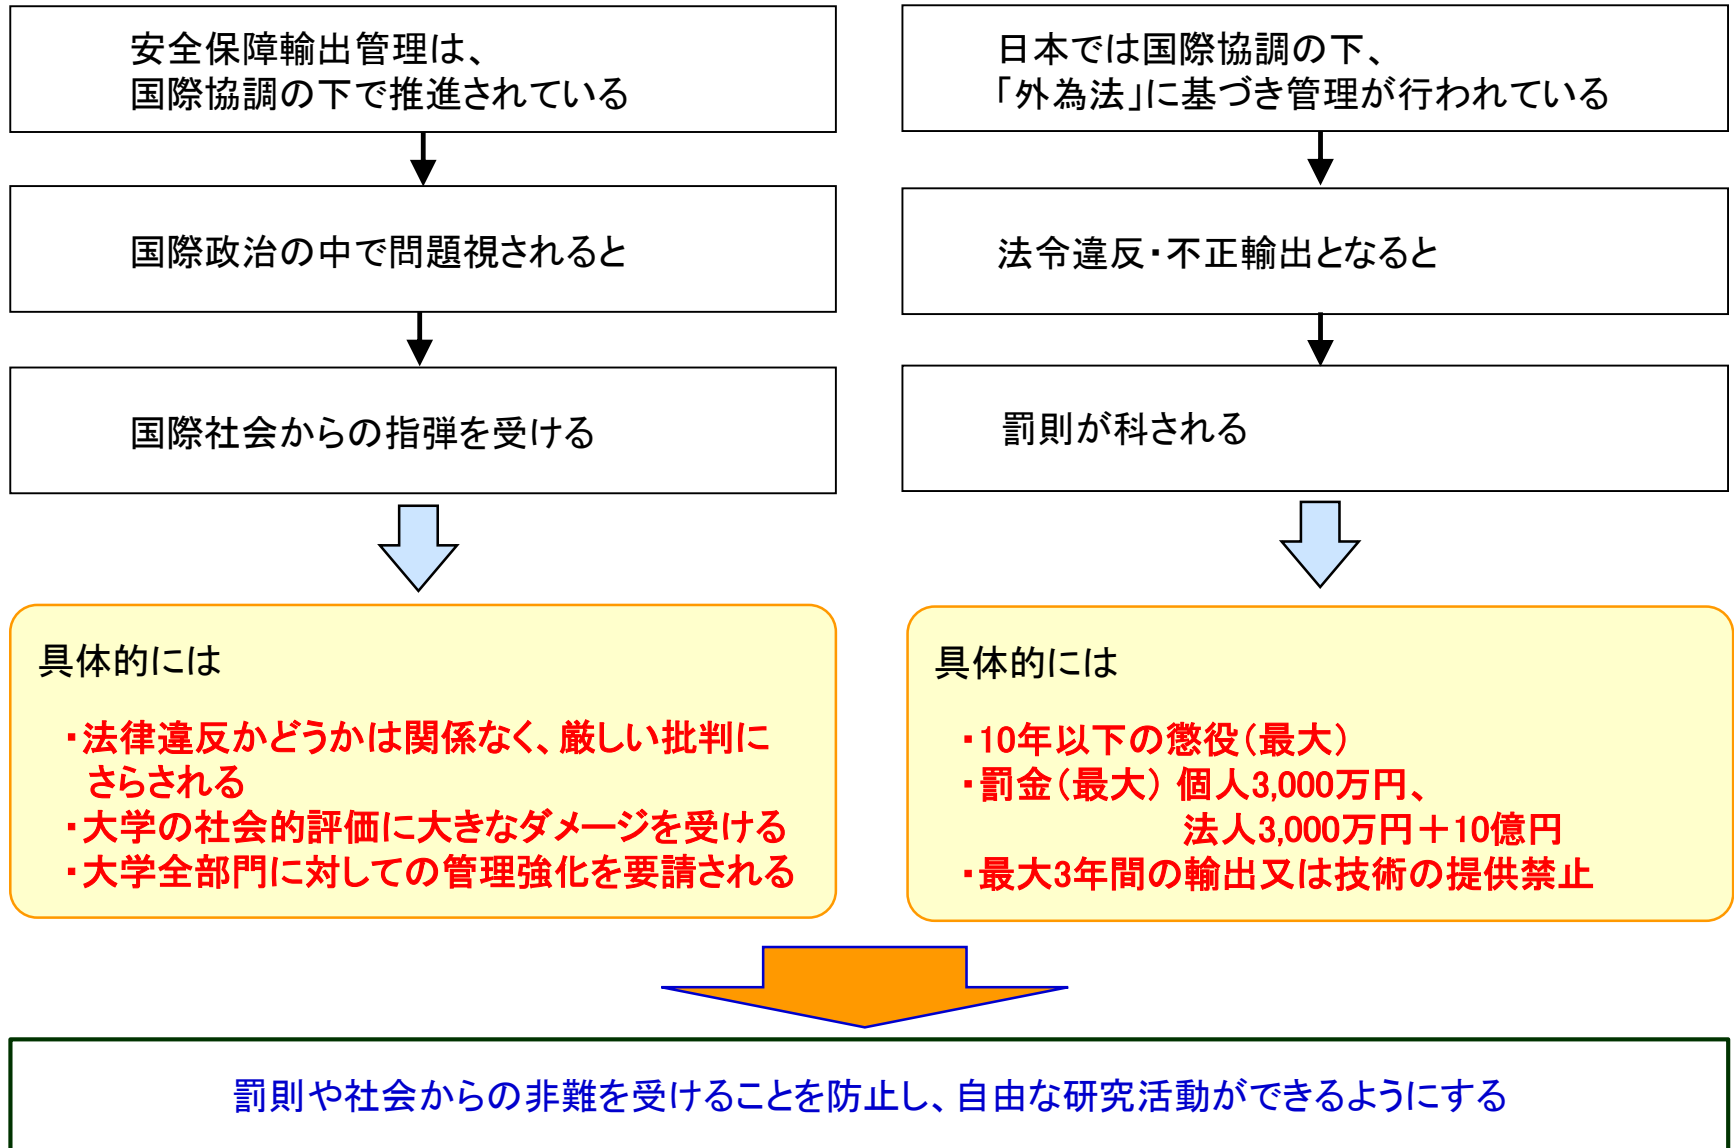 安全保障輸出管理は、
国際協調の下で推進されている
国際政治の中で問題視されると
国際社会からの指弾を受ける
具体的には
・法律違反かどうかは関係なく、厳しい批判に
さらされる
・大学の社会的評価に大きなダメージを受ける
・大学全部門に対しての管理強化を要請される
日本では国際協調の下、
「外為法」に基づき管理が行われている
法令違反・不正輸出となると
罰則が科される
具体的には
・10年以下の懲役（最大）
・罰金（最大） 個人3,000万円、
法人3,000万円＋10億円
・最大3年間の輸出又は技術の提供禁止
罰則や社会からの非難を受けることを防止し、自由な研究活動ができるようにする